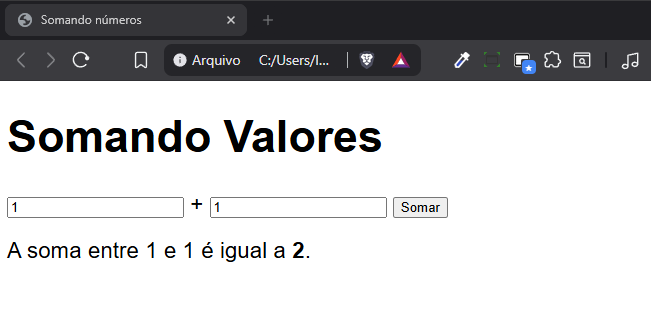 Somando números
Arquivo C:/Users/I...
Somando Valores
1 + 1 Somar
A soma entre 1 e 1 é igual a 2.